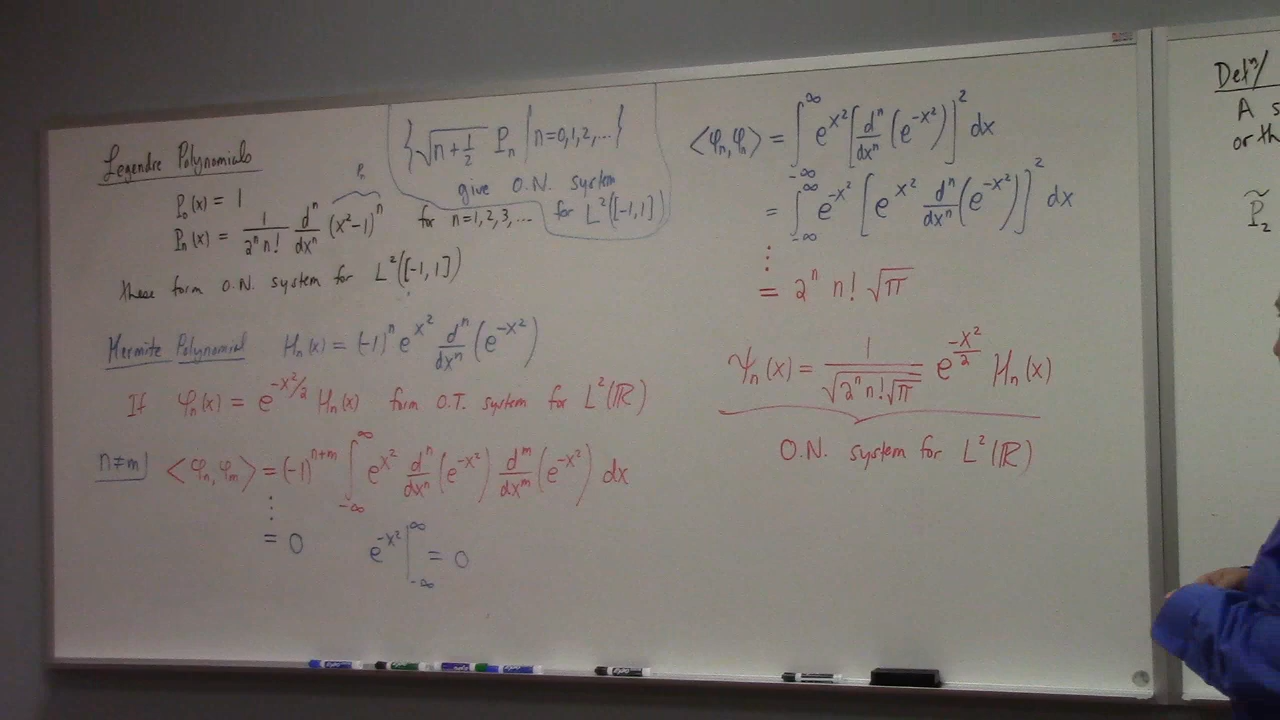 Legendre Polynomials
P₀(x) = 1
Pₙ
Pₙ(x) = 1/(2ⁿ n!) dⁿ/dxⁿ (x²-1)ⁿ for n=1,2,3,...
these form O.N. system for L²([-1,1])
{√(n+1/2) Pₙ | n=0,1,2,...}
give O.N. system
for L²([-1,1])
Hermite Polynomial Hₙ(x) = (-1)ⁿ e^(x²) dⁿ/dxⁿ (e^(-x²))
If φₙ(x) = e^(-x²/2) Hₙ(x) form O.T. system for L²(ℝ)
n≠m ⟨φₙ, φₘ⟩ = (-1)^(n+m) ∫_(-∞)^∞ e^(x²) dⁿ/dxⁿ (e^(-x²)) dᵐ/dxᵐ (e^(-x²)) dx
⋮
= 0 e^(-x²) |_(-∞)^∞ = 0
⟨φₙ, φₙ⟩ = ∫_(-∞)^∞ e^(x²) [dⁿ/dxⁿ (e^(-x²))]² dx
= ∫_(-∞)^∞ e^(-x²) [e^(x²) dⁿ/dxⁿ (e^(-x²))]² dx
⋮
= 2ⁿ n! √π
ψₙ(x) = 1/√(2ⁿ n! √π) e^(-x²/2) Hₙ(x)
O.N. system for L²(ℝ)
Defⁿ/
A
or
P̃₂